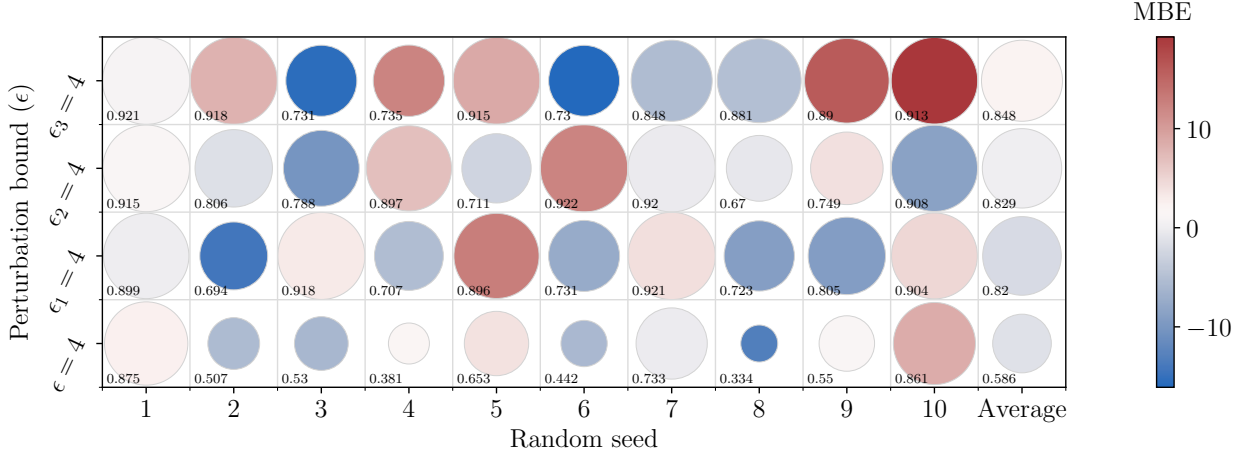 MBE
Perturbation bound (ϵ)
ϵ₃ = 4
0.921 0.918 0.731 0.735 0.915 0.73 0.848 0.881 0.89 0.913 0.848
10
ϵ₂ = 4
0.915 0.806 0.788 0.897 0.711 0.922 0.92 0.67 0.749 0.908 0.829
0
ϵ₁ = 4
0.899 0.694 0.918 0.707 0.896 0.731 0.921 0.723 0.805 0.904 0.82
−10
ϵ = 4
0.875 0.507 0.53 0.381 0.653 0.442 0.733 0.334 0.55 0.861 0.586
1 2 3 4 5 6 7 8 9 10 Average
Random seed